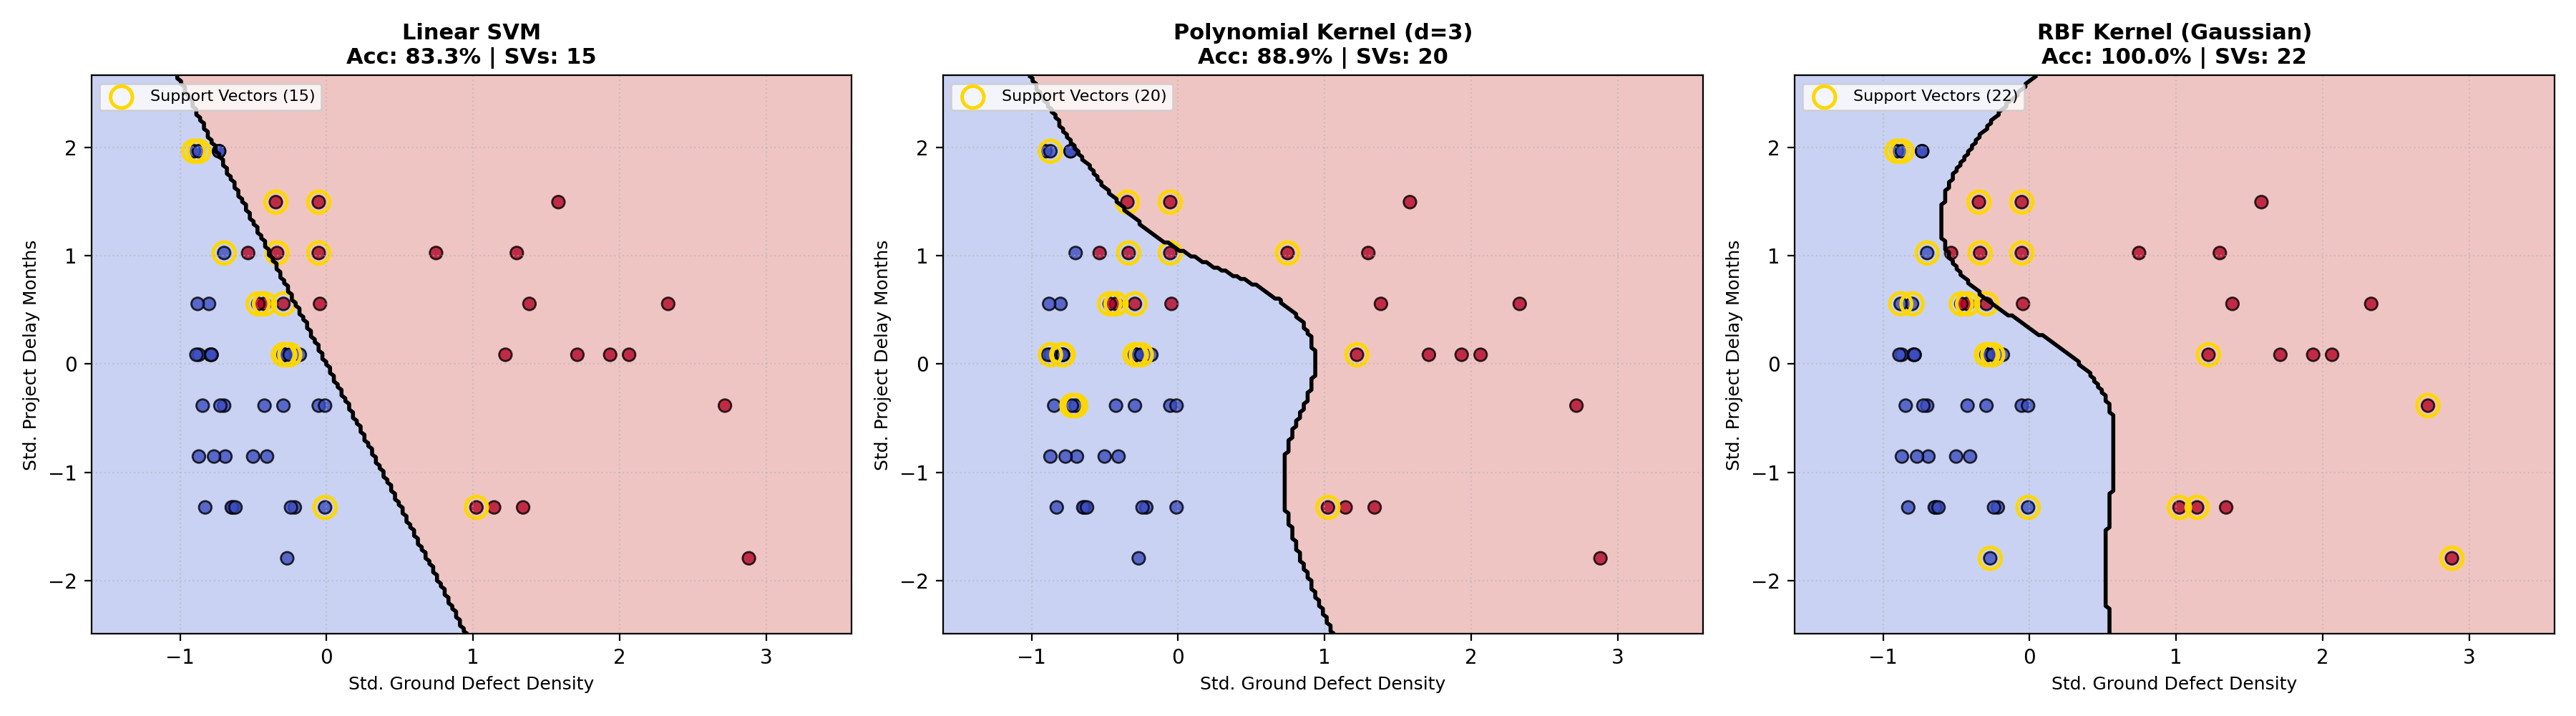 Linear SVM
Acc: 83.3% | SVs: 15
Support Vectors (15)
2
1
0
−1
−2
Std. Project Delay Months
−1 0 1 2 3
Std. Ground Defect Density
Polynomial Kernel (d=3)
Acc: 88.9% | SVs: 20
Support Vectors (20)
2
1
0
−1
−2
Std. Project Delay Months
−1 0 1 2 3
Std. Ground Defect Density
RBF Kernel (Gaussian)
Acc: 100.0% | SVs: 22
Support Vectors (22)
2
1
0
−1
−2
Std. Project Delay Months
−1 0 1 2 3
Std. Ground Defect Density